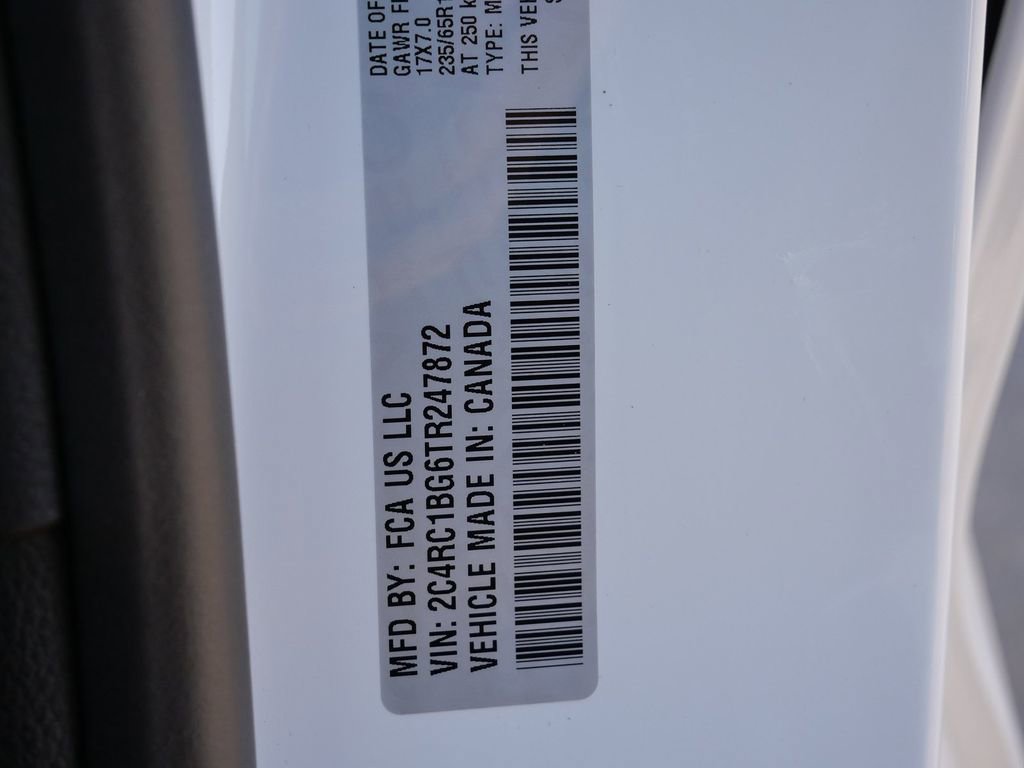 MFD BY: FCA US LLC
VIN: 2C4RC1BG6TR247872
VEHICLE MADE IN: CANADA
DATE OF
GAWR
17X7.0
235/65R1
AT 250
TYPE: M
THIS